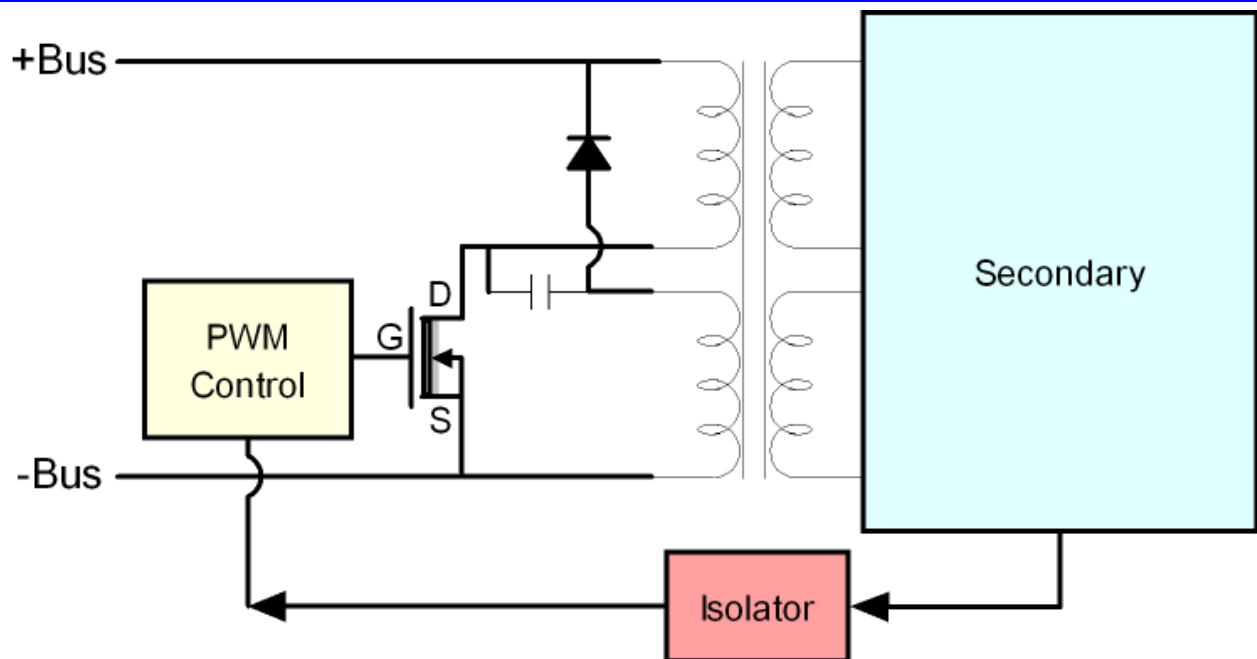 +Bus
Secondary
D
PWM
Control
G
S
-Bus
Isolator